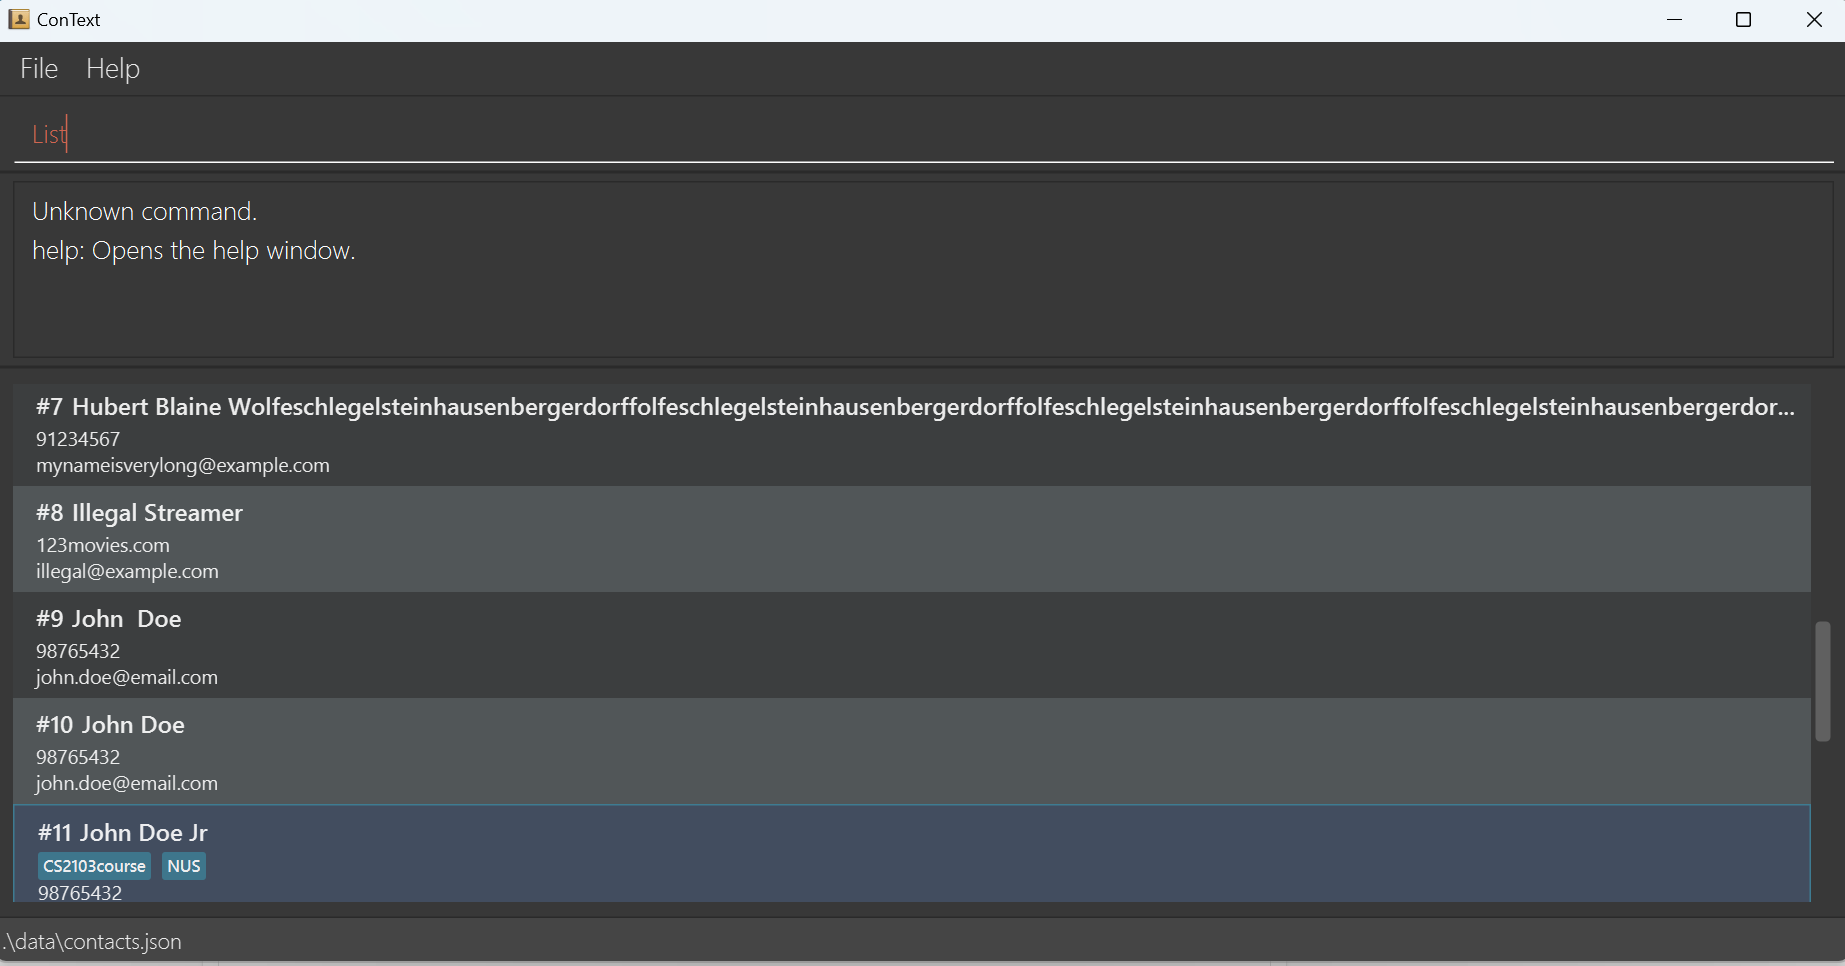 ConText
File Help
List
Unknown command.
help: Opens the help window.
#7 Hubert Blaine Wolfeschlegelsteinhausenbergerdorffolfeschlegelsteinhausenbergerdorffolfeschlegelsteinhausenbergerdorffolfeschlegelsteinhausenbergerdor...
91234567
mynameisverylong@example.com
#8 Illegal Streamer
123movies.com
illegal@example.com
#9 John  Doe
98765432
john.doe@email.com
#10 John Doe
98765432
john.doe@email.com
#11 John Doe Jr
CS2103course NUS
98765432
.\data\contacts.json